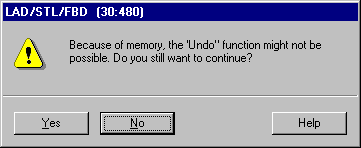 LAD/STL/FBD (30:480)
Because of memory, the 'Undo" function might not be
possible. Do you still want to continue?
Yes
No
Help